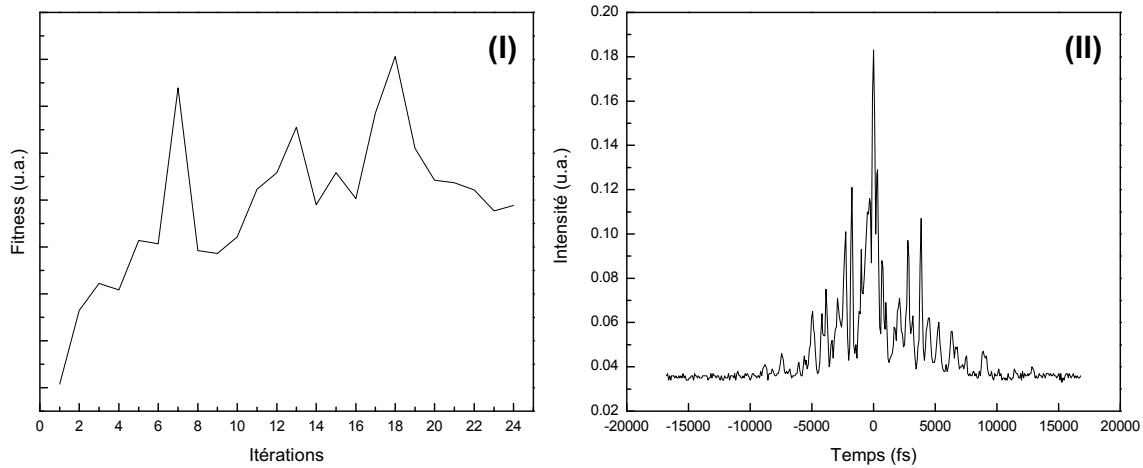 (I)
Fitness (u.a.)
0 2 4 6 8 10 12 14 16 18 20 22 24
Itérations
(II)
0.20
0.18
0.16
0.14
0.12
0.10
0.08
0.06
0.04
0.02
Intensité (u.a.)
-20000 -15000 -10000 -5000 0 5000 10000 15000 20000
Temps (fs)